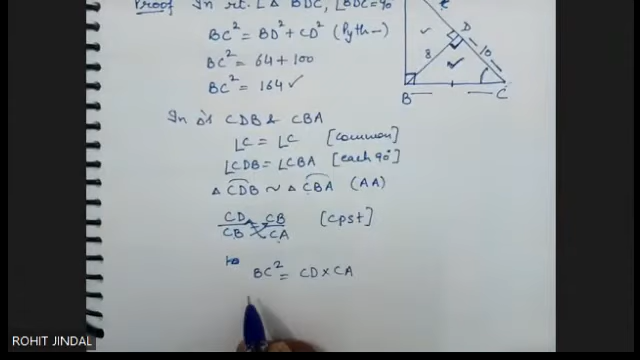 Proof In rt. ∠△ BDC, ∠BDC = 90°
BC² = BD² + CD² (Pyth—)
BC² = 64 + 100
BC² = 164 ✓
In △s CDB & CBA
∠C = ∠C [common]
∠CDB = ∠CBA [each 90°]
△ CDB ~ △ CBA (AA)
CD = CB [cpst]
CB CA
BC² = CD × CA
D
8
10
B
C
ROHIT JINDAL